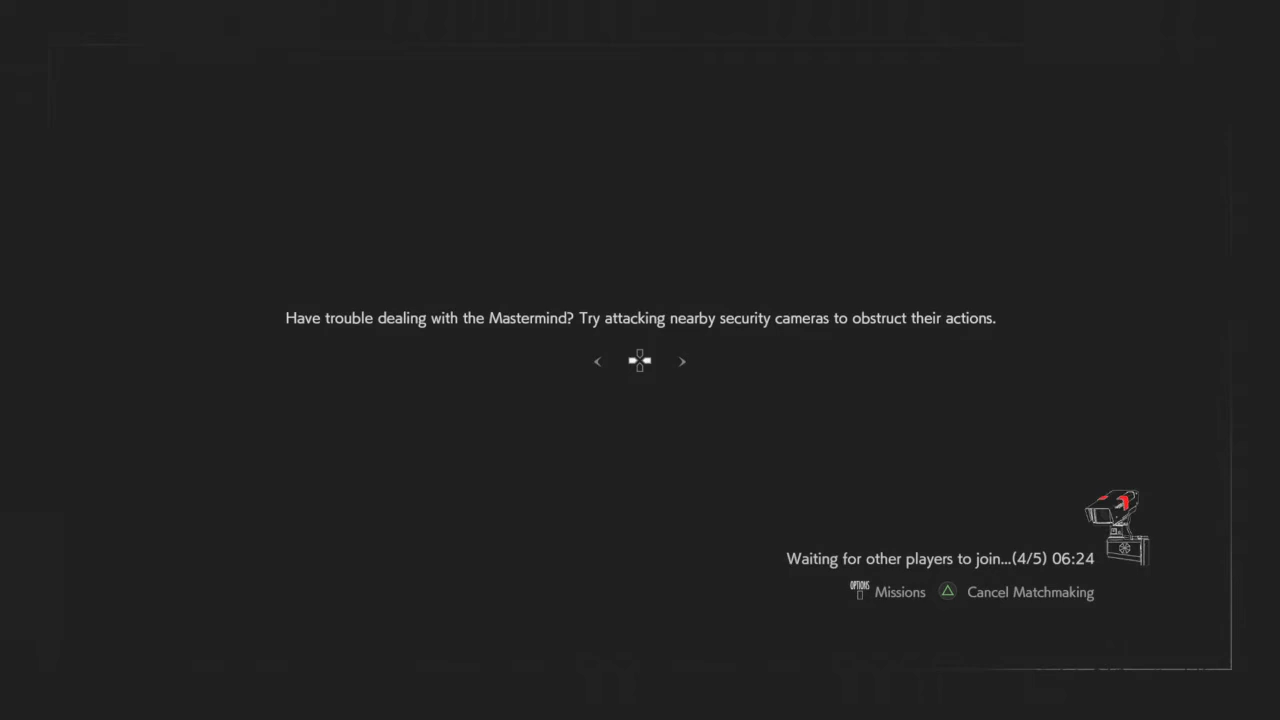 Have trouble dealing with the Mastermind? Try attacking nearby security cameras to obstruct their actions.
Waiting for other players to join...(4/5) 06:24
OPTIONS Missions Cancel Matchmaking